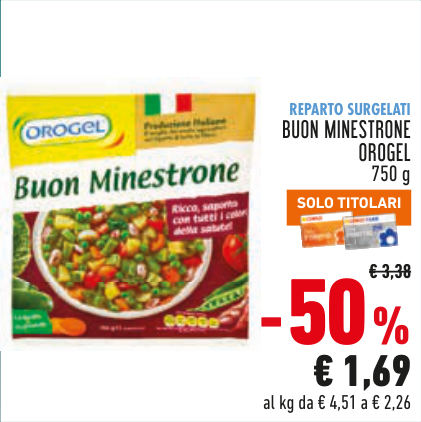 OROGEL
Produzione Italiana
Buon Minestrone
Ricco, saporito
con tutti i colori
della salute!
REPARTO SURGELATI
BUON MINESTRONE
OROGEL
750 g
SOLO TITOLARI
€ 3,38
- 50 %
€ 1,69
al kg da € 4,51 a € 2,26